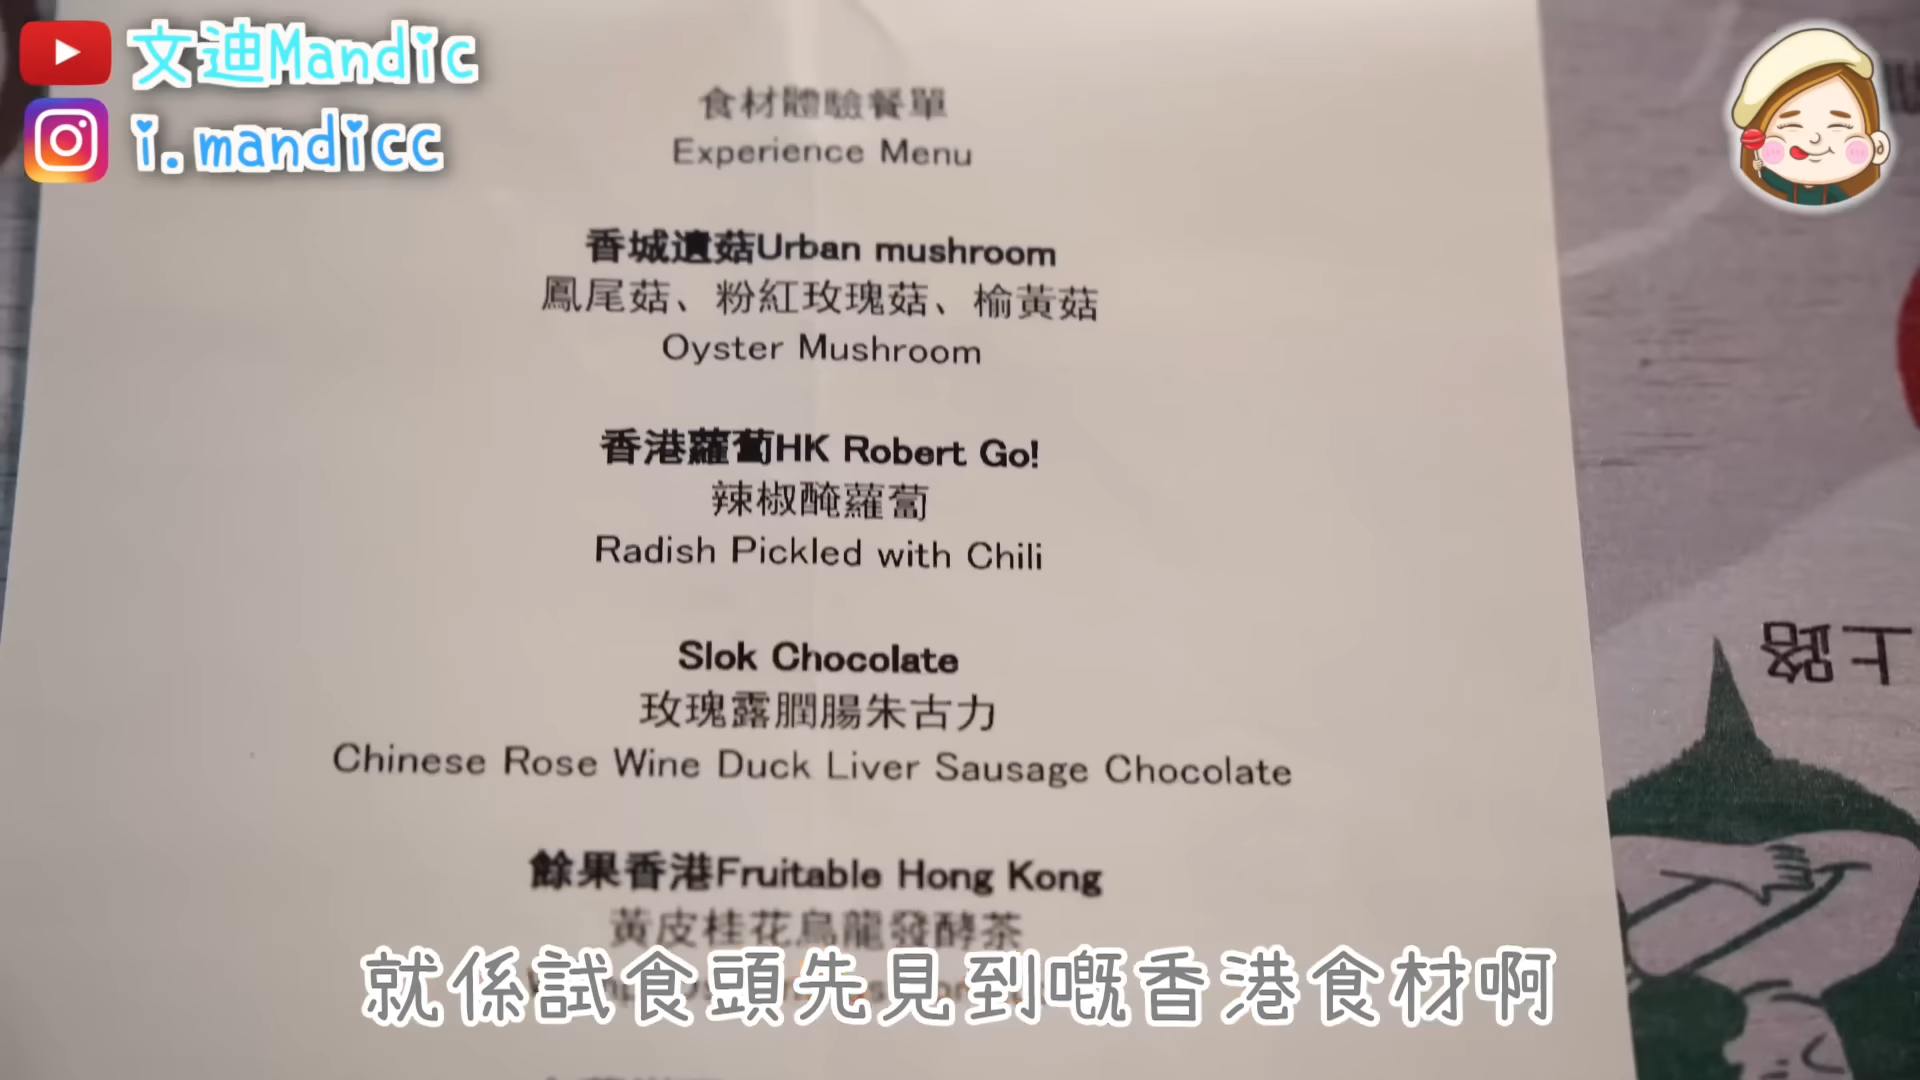 文迪Mandic
i.mandicc
食材體驗餐單
Experience Menu
香城遺菇Urban mushroom
鳳尾菇、粉紅玫瑰菇、榆黃菇
Oyster Mushroom
香港蘿蔔HK Robert Go!
辣椒醃蘿蔔
Radish Pickled with Chili
Slok Chocolate
玫瑰露膶腸朱古力
Chinese Rose Wine Duck Liver Sausage Chocolate
餘果香港Fruitable Hong Kong
黃皮桂花烏龍發酵茶
就係試食頭先見到嘅香港食材啊
上路